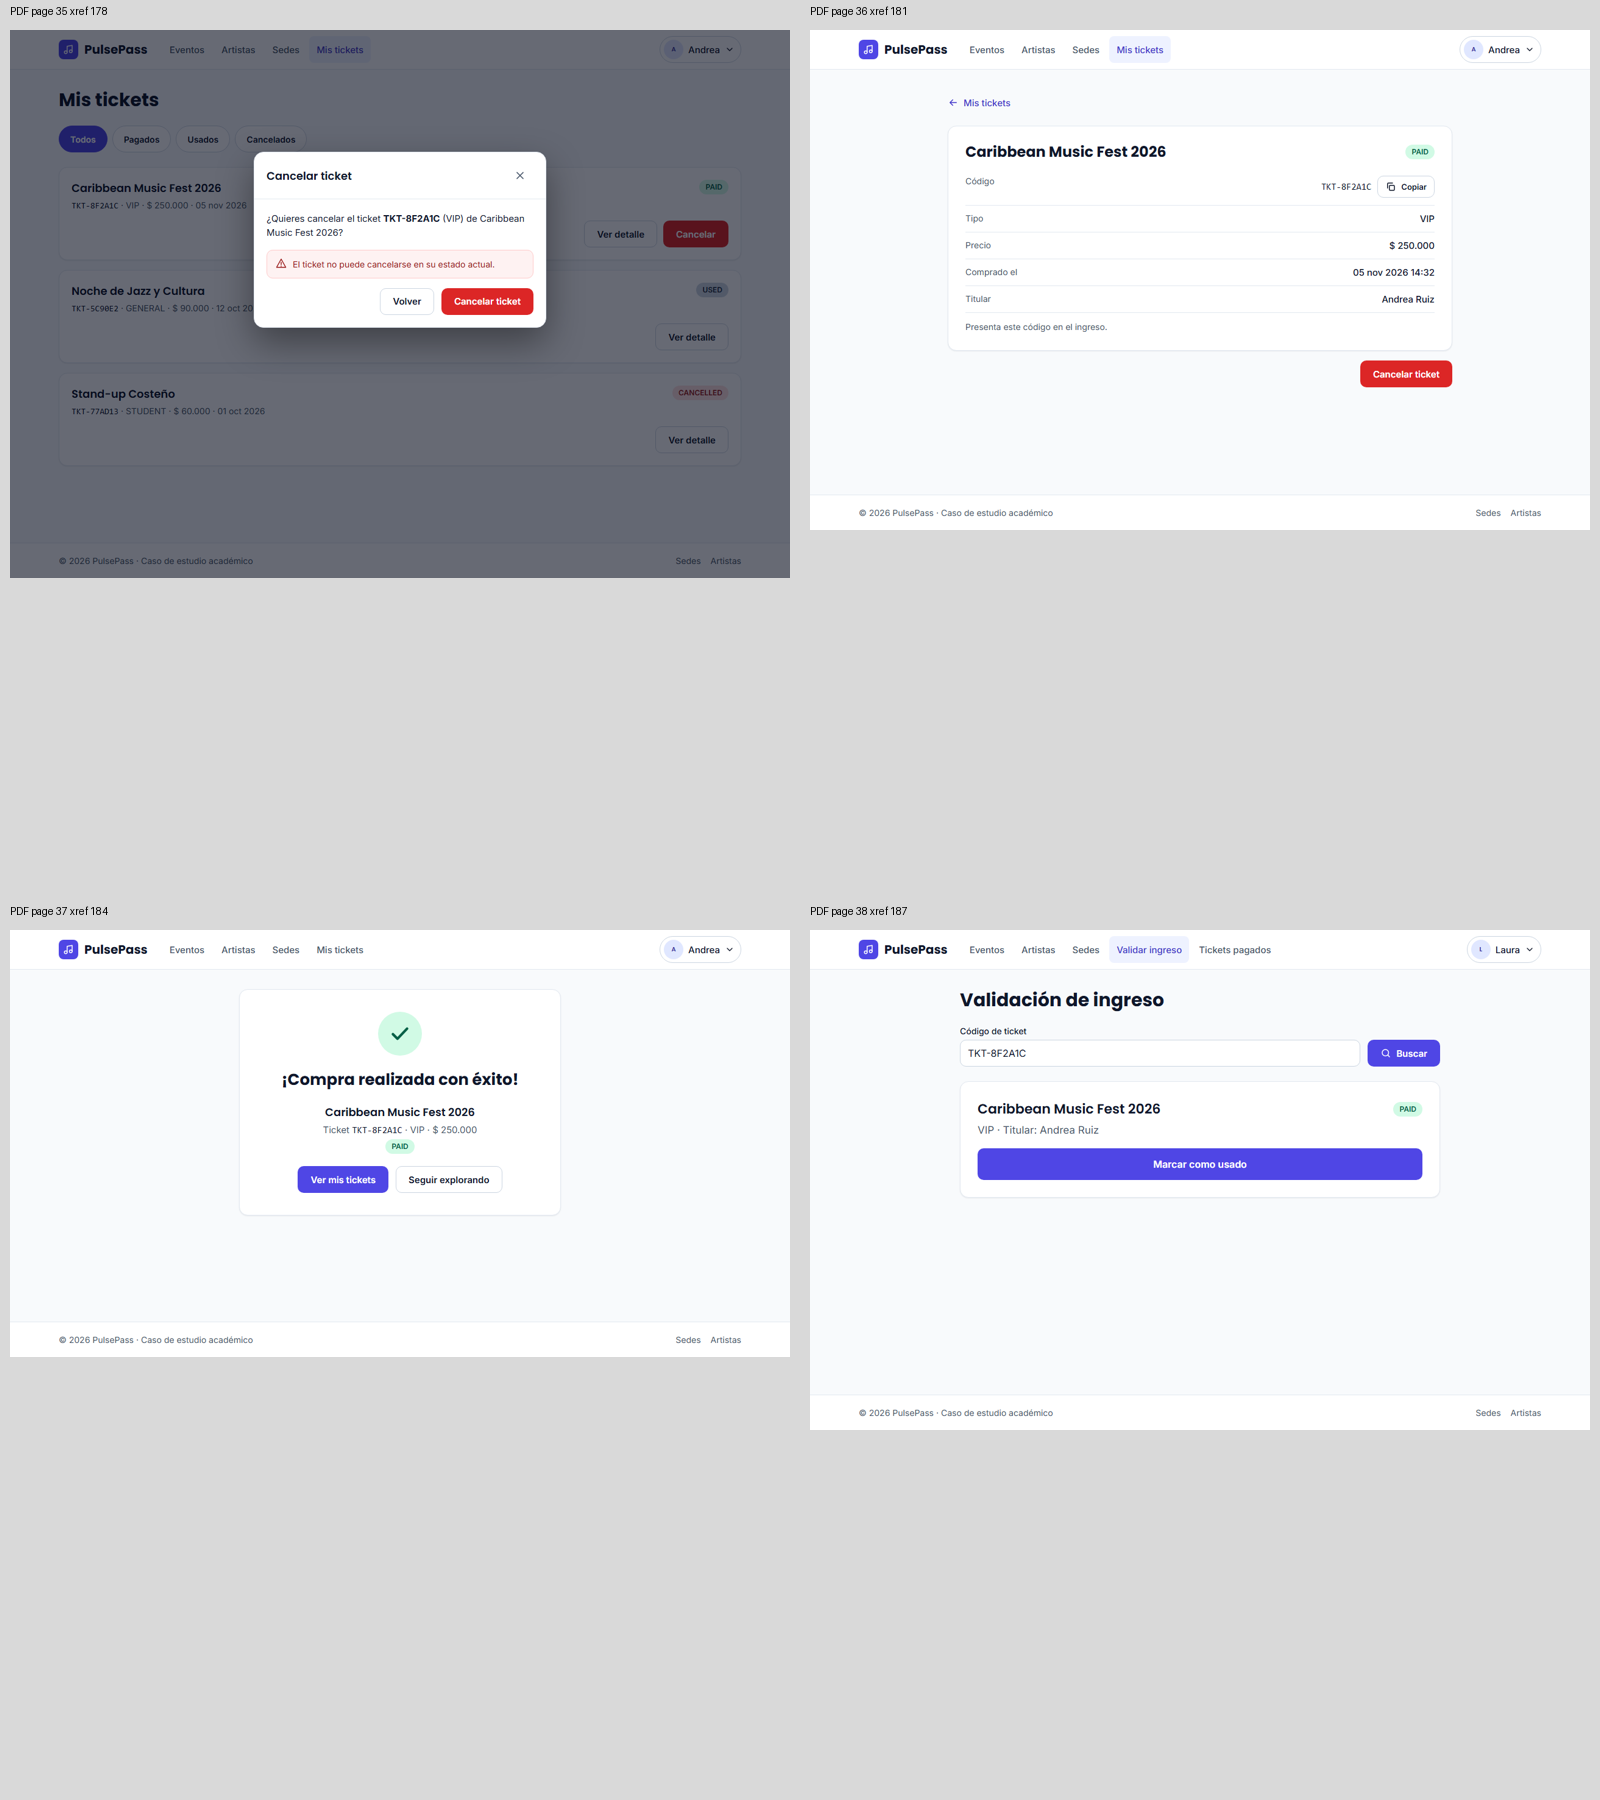 PDF page 35 xref 178
PulsePass Eventos Artistas Sedes Mis tickets A Andrea
Mis tickets
Todos Pagados Usados Cancelados
Caribbean Music Fest 2026 PAID
TKT-8F2A1C · VIP · $ 250.000 · 05 nov 2026
Ver detalle Cancelar
Noche de Jazz y Cultura USED
TKT-5C90E2 · GENERAL · $ 90.000 · 12 oct 20
Ver detalle
Stand-up Costeño CANCELLED
TKT-77AD13 · STUDENT · $ 60.000 · 01 oct 2026
Ver detalle
Cancelar ticket
¿Quieres cancelar el ticket TKT-8F2A1C (VIP) de Caribbean
Music Fest 2026?
El ticket no puede cancelarse en su estado actual.
Volver Cancelar ticket
© 2026 PulsePass · Caso de estudio académico Sedes Artistas
PDF page 36 xref 181
PulsePass Eventos Artistas Sedes Mis tickets A Andrea
← Mis tickets
Caribbean Music Fest 2026 PAID
Código TKT-8F2A1C Copiar
Tipo VIP
Precio $ 250.000
Comprado el 05 nov 2026 14:32
Titular Andrea Ruiz
Presenta este código en el ingreso.
Cancelar ticket
© 2026 PulsePass · Caso de estudio académico Sedes Artistas
PDF page 37 xref 184
PulsePass Eventos Artistas Sedes Mis tickets A Andrea
¡Compra realizada con éxito!
Caribbean Music Fest 2026
Ticket TKT-8F2A1C · VIP · $ 250.000
PAID
Ver mis tickets Seguir explorando
© 2026 PulsePass · Caso de estudio académico Sedes Artistas
PDF page 38 xref 187
PulsePass Eventos Artistas Sedes Validar ingreso Tickets pagados L Laura
Validación de ingreso
Código de ticket
TKT-8F2A1C Buscar
Caribbean Music Fest 2026 PAID
VIP · Titular: Andrea Ruiz
Marcar como usado
© 2026 PulsePass · Caso de estudio académico Sedes Artistas